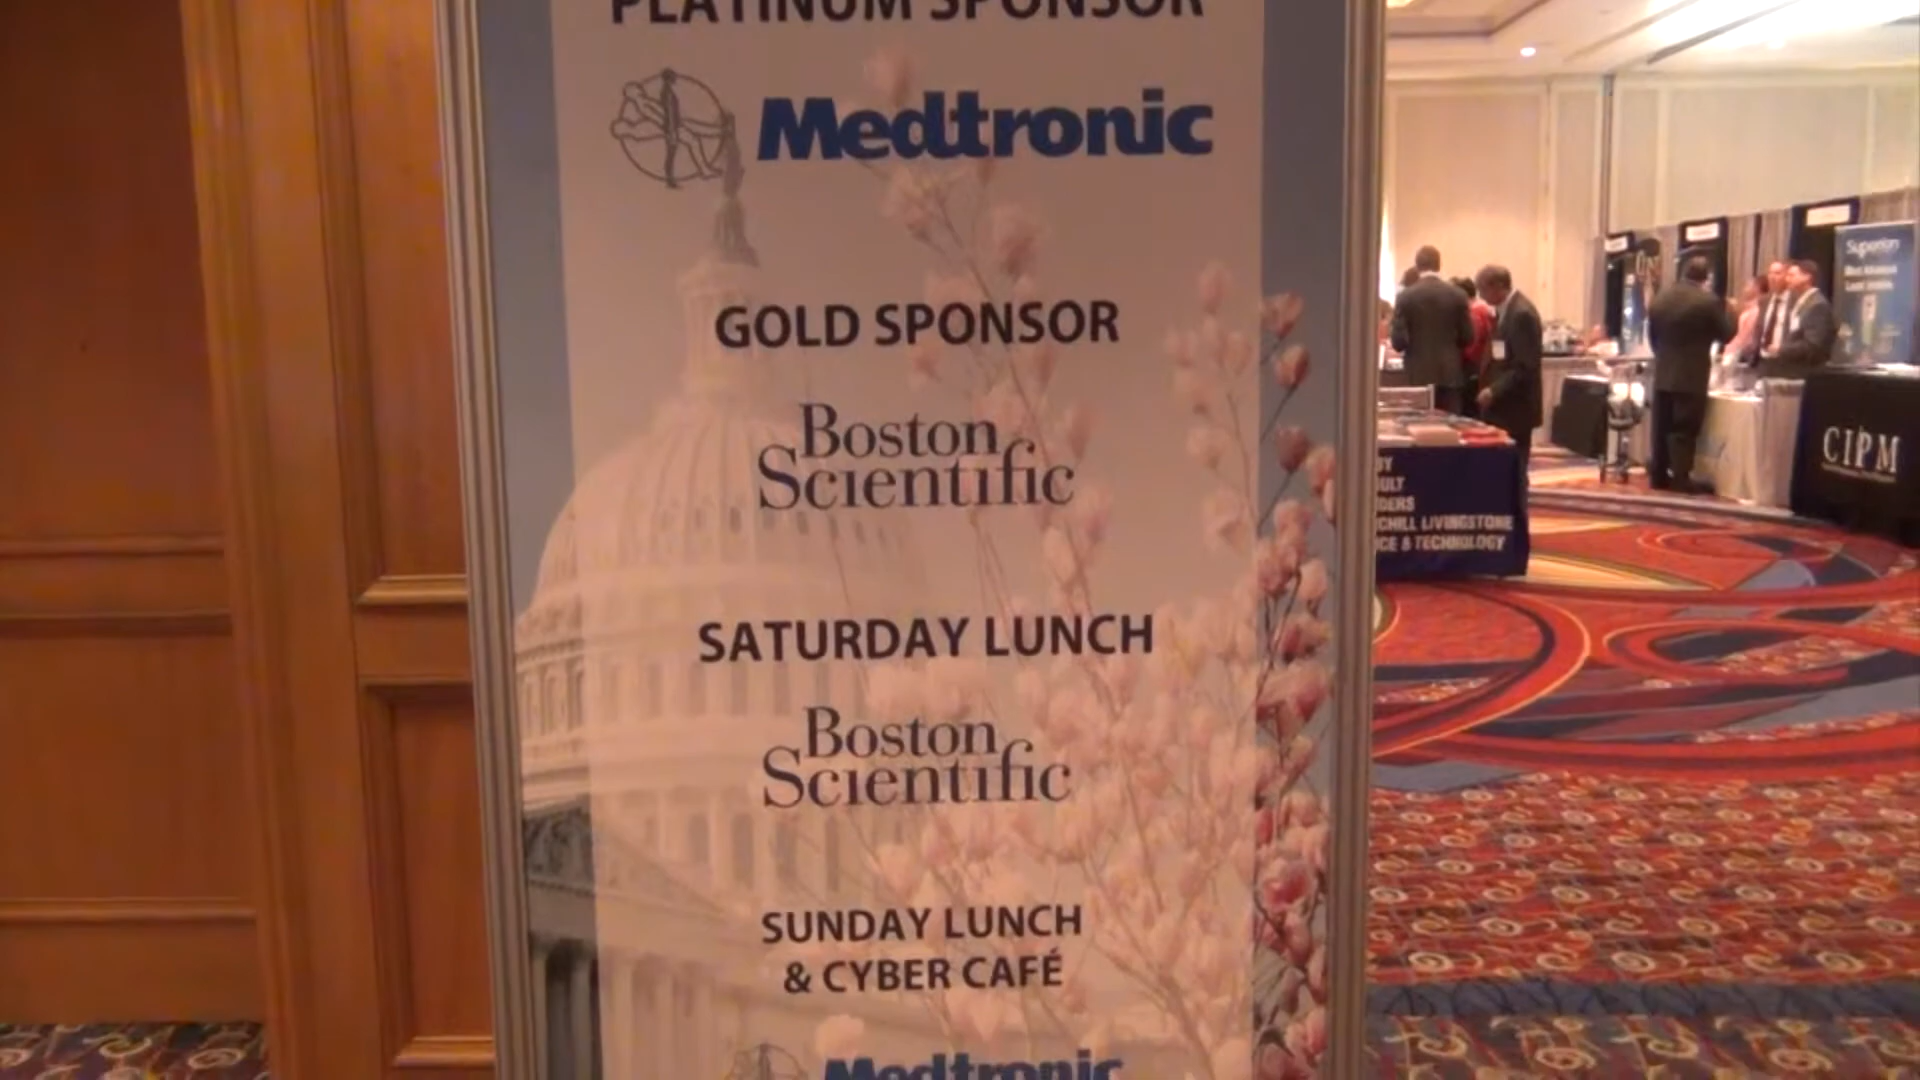 PLATINUM SPONSOR
Medtronic
GOLD SPONSOR
Boston
Scientific
SATURDAY LUNCH
Boston
Scientific
SUNDAY LUNCH
& CYBER CAFÉ
Medtronic
CHILL LIVINGSTONE
& TECHNOLOGY
CIPM
Superion